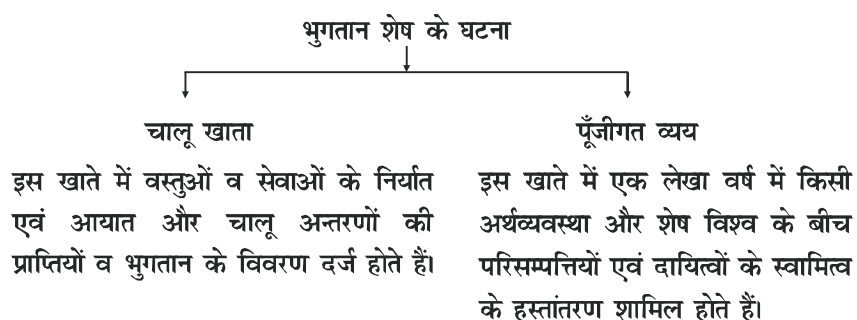 भुगतान शेष के घटना
चालू खाता
इस खाते में वस्तुओं व सेवाओं के निर्यात
एवं आयात और चालू अन्तरणों की
प्राप्तियों व भुगतान के विवरण दर्ज होते हैं।
पूँजीगत व्यय
इस खाते में एक लेखा वर्ष में किसी
अर्थव्यवस्था और शेष विश्व के बीच
परिसम्पत्तियों एवं दायित्वों के स्वामित्व
के हस्तांतरण शामिल होते हैं।